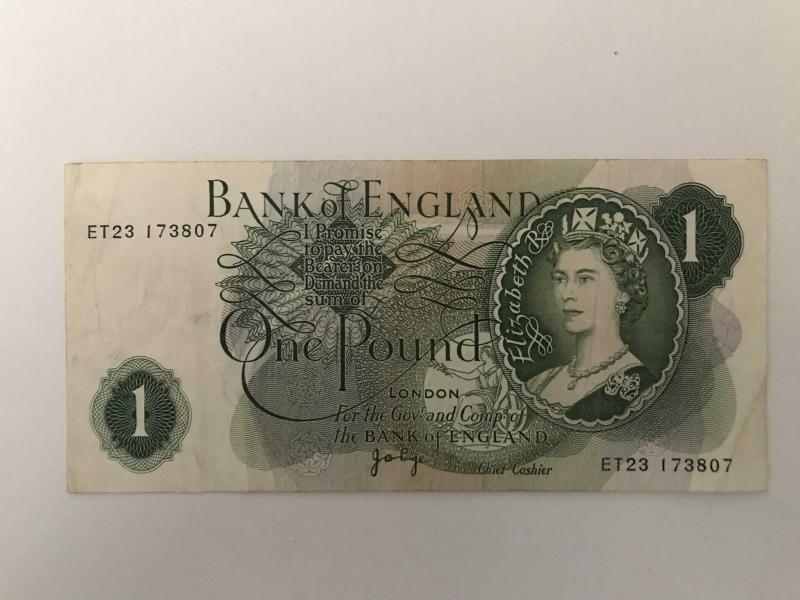 BANK of ENGLAND
ET23 173807
I Promise
to pay the
Bearer on
Demand the
sum of
One Pound
LONDON
For the Govr. and Compa. of
the BANK of ENGLAND
Chief Cashier
ET23 173807
Elizabeth R
1
1